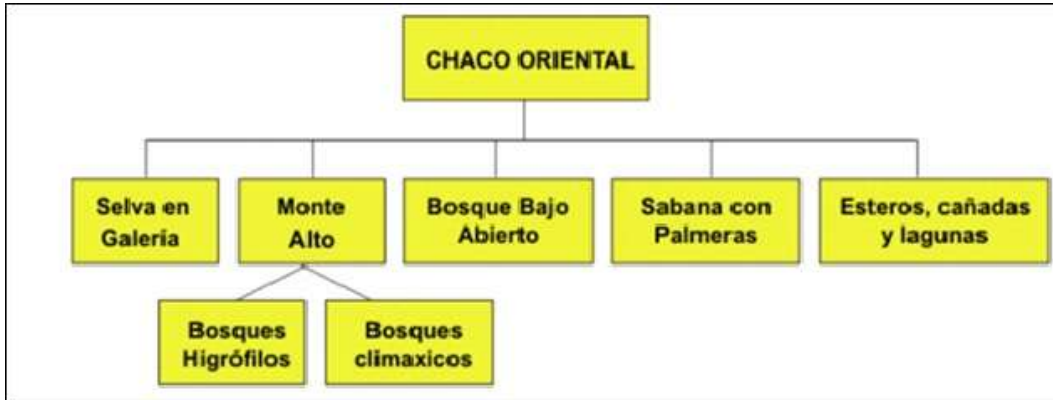 CHACO ORIENTAL
Selva en
Galería
Monte
Alto
Bosque Bajo
Abierto
Sabana con
Palmeras
Esteros, cañadas
y lagunas
Bosques
Higrófilos
Bosques
climaxicos